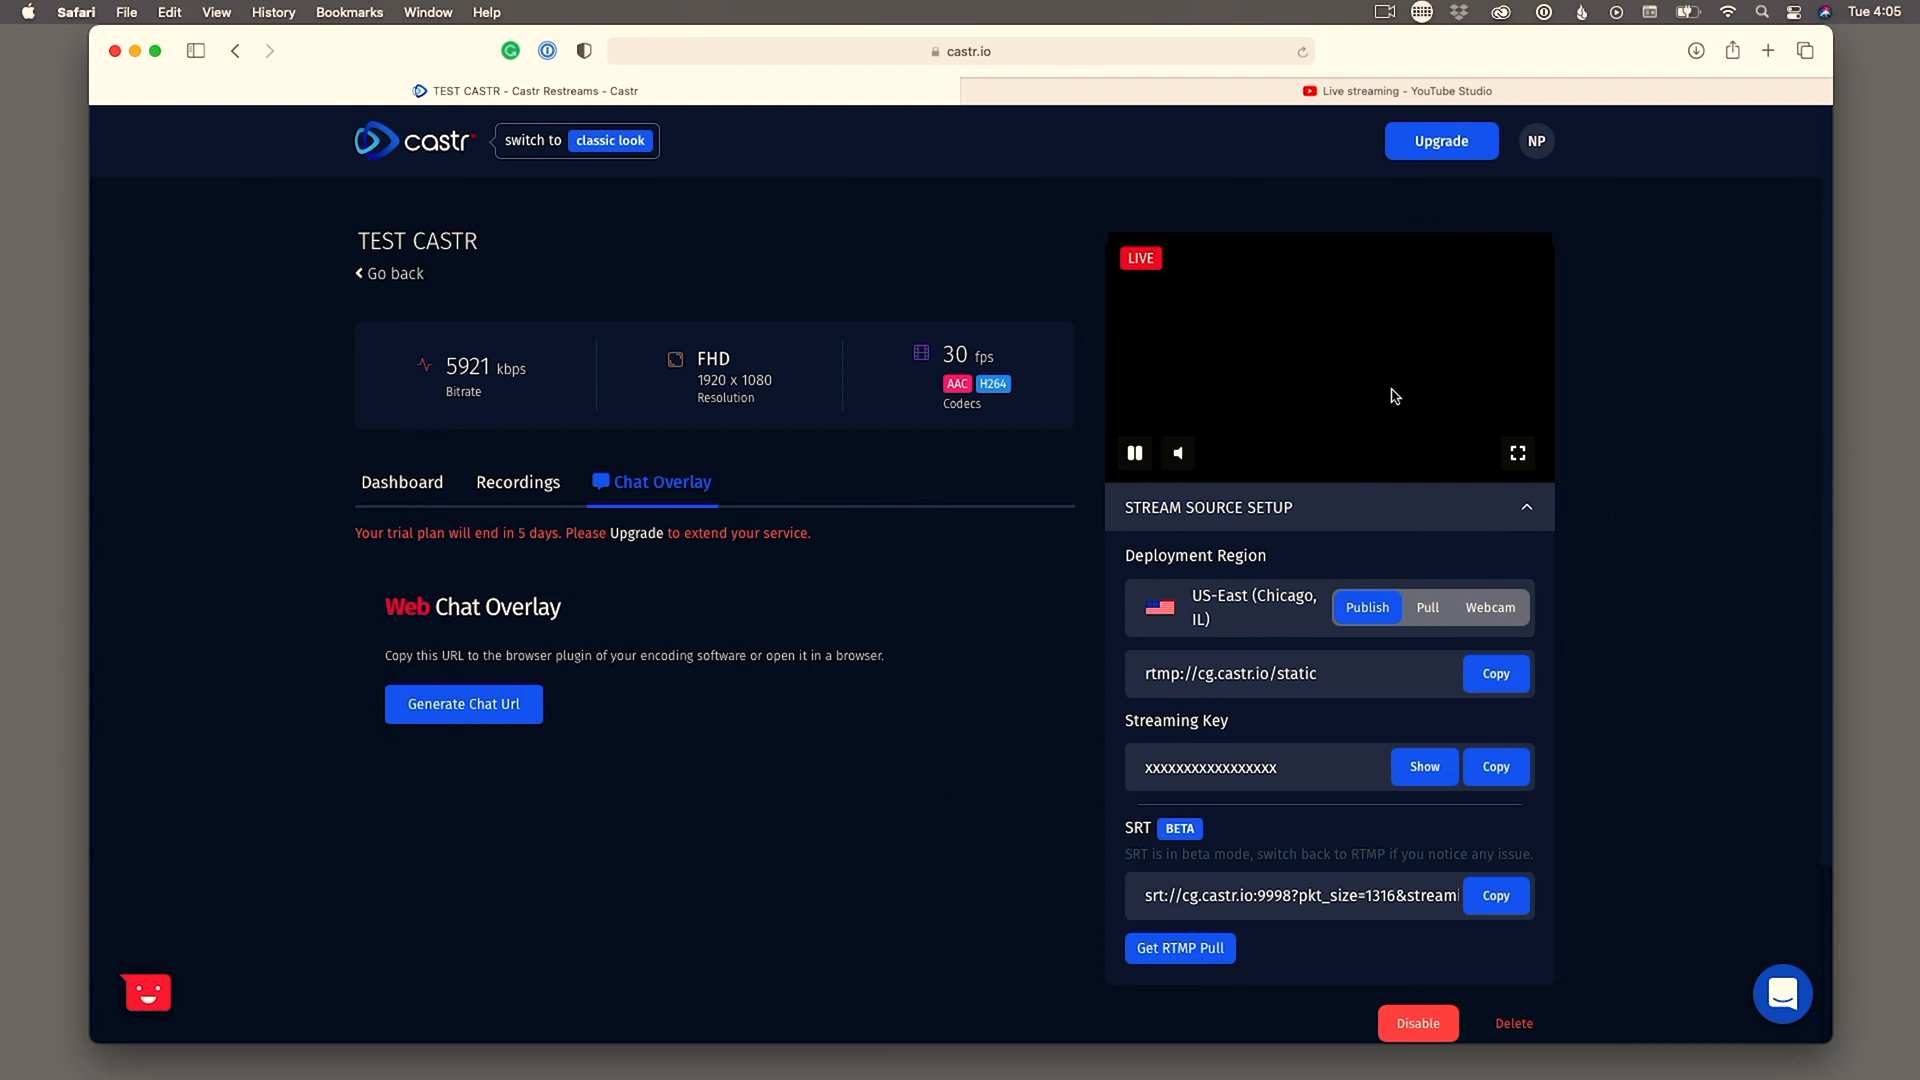 Safari File Edit View History Bookmarks Window Help
Tue 4:05
castr.io
TEST CASTR - Castr Restreams - Castr
Live streaming - YouTube Studio
castr
switch to classic look
Upgrade
NP
TEST CASTR
Go back
5921 kbps
Bitrate
FHD
1920 x 1080
Resolution
30 fps
AAC H264
Codecs
LIVE
Dashboard Recordings Chat Overlay
Your trial plan will end in 5 days. Please Upgrade to extend your service.
Web Chat Overlay
Copy this URL to the browser plugin of your encoding software or open it in a browser.
Generate Chat Url
STREAM SOURCE SETUP
Deployment Region
US-East (Chicago,
IL)
Publish Pull Webcam
rtmp://cg.castr.io/static
Copy
Streaming Key
xxxxxxxxxxxxxxxxx
Show Copy
SRT BETA
SRT is in beta mode, switch back to RTMP if you notice any issue.
srt://cg.castr.io:9998?pkt_size=1316&streami
Copy
Get RTMP Pull
Disable Delete